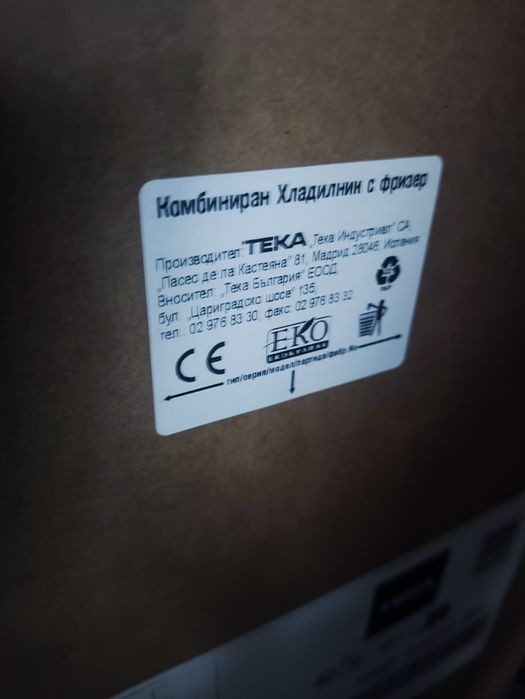 Комбиниран Хладилник с фризер
Производител: "TEKA „Тека Индустриал“ СА,
„Пасео де ла Кастеяна“ 81, Мадрид 28046, Испания
Вносител: „Тека България“ ЕООД,
бул. „Цариградско шосе“ 135,
тел.: 02 976 83 30, факс: 02 976 83 32
CE
ЕКО
ЕКОБУЛПАК
тип/серия/модел/партида/фабр.No